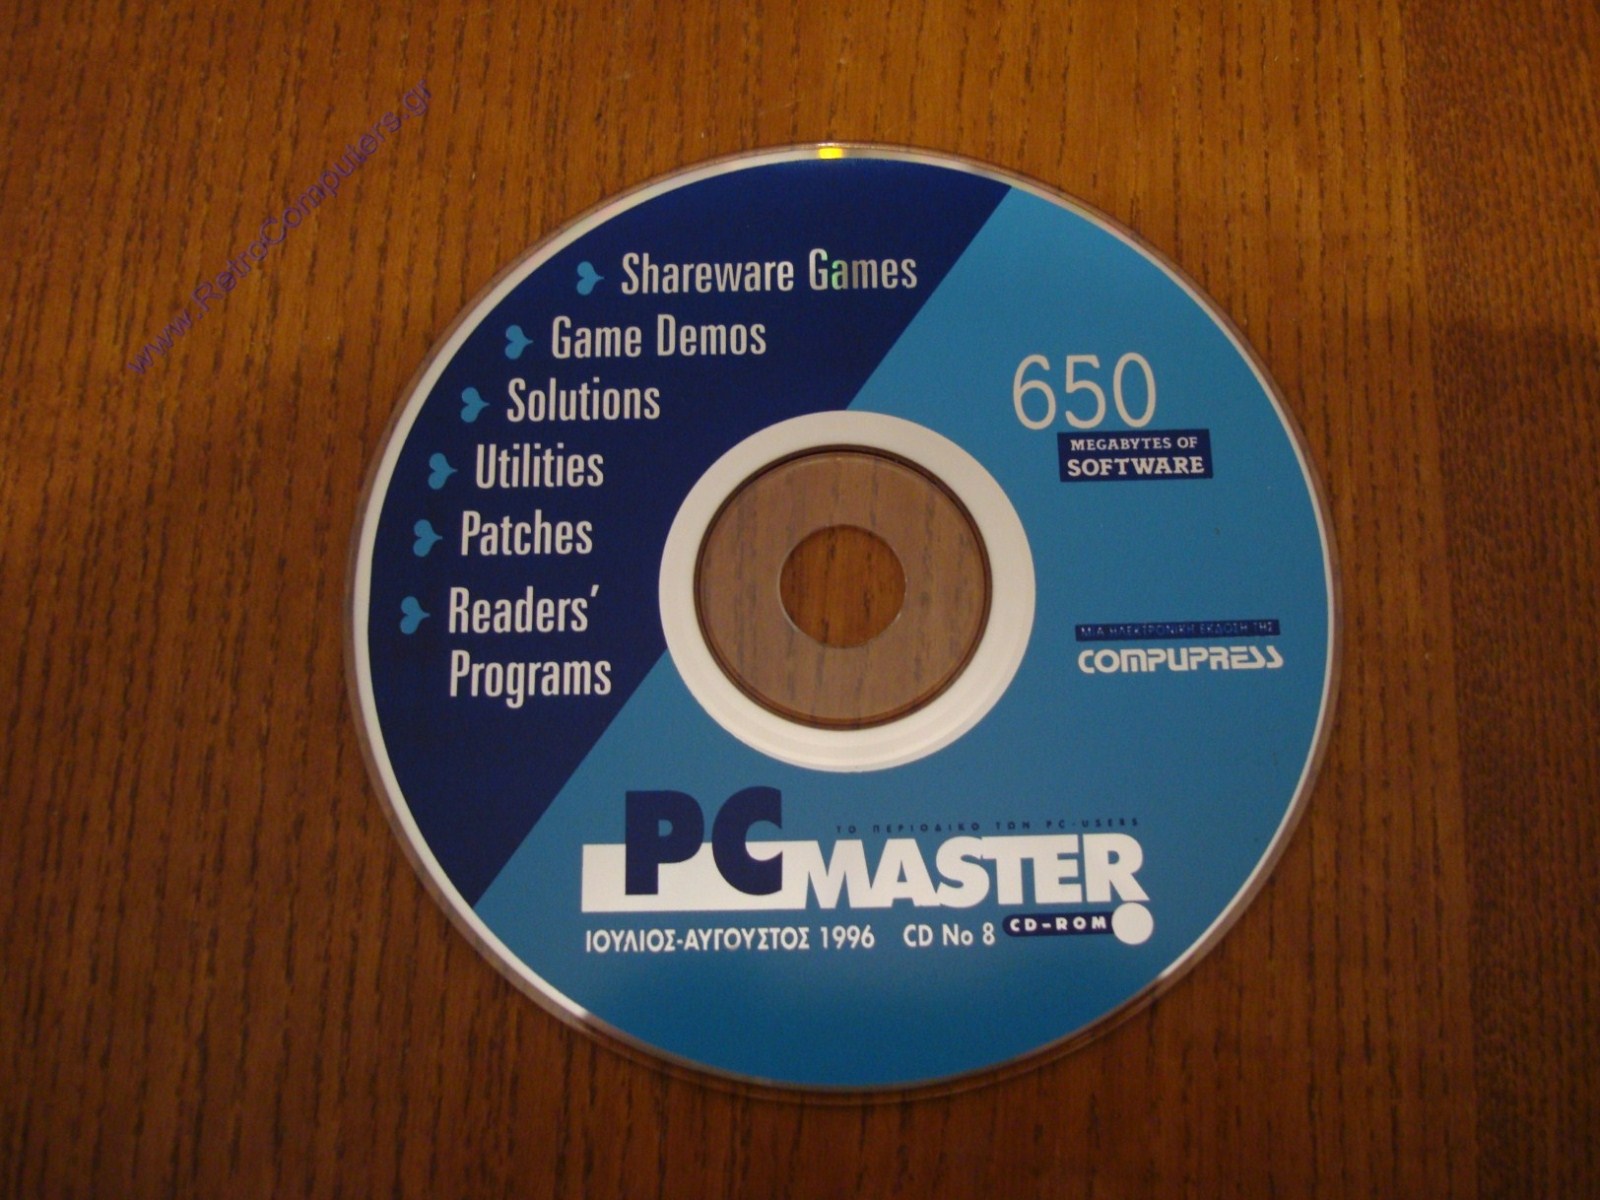 www.RetroComputers.gr
Shareware Games
Game Demos
Solutions
Utilities
Patches
Readers'
Programs
650
MEGABYTES OF
SOFTWARE
ΜΙΑ ΗΛΕΚΤΡΟΝΙΚΗ ΕΚΔΟΣΗ ΤΗΣ
COMPUPRESS
ΤΟ ΠΕΡΙΟΔΙΚΟ ΤΩΝ PC-USERS
PC MASTER
CD-ROM
ΙΟΥΛΙΟΣ-ΑΥΓΟΥΣΤΟΣ 1996 CD No 8